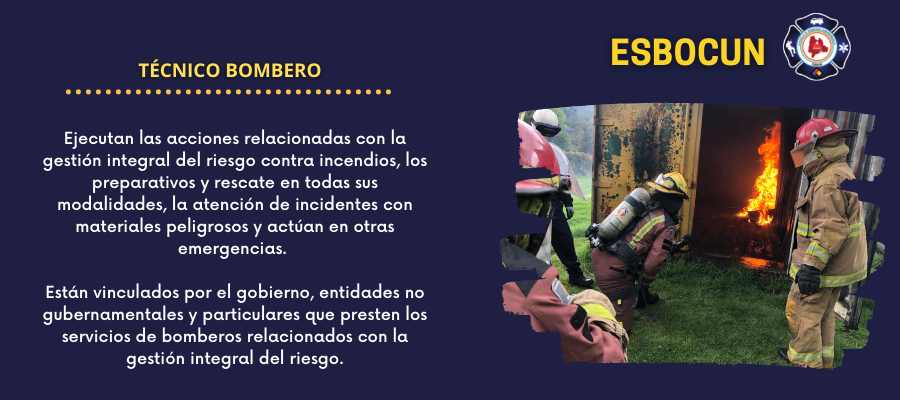 TÉCNICO BOMBERO
Ejecutan las acciones relacionadas con la
gestión integral del riesgo contra incendios, los
preparativos y rescate en todas sus
modalidades, la atención de incidentes con
materiales peligrosos y actúan en otras
emergencias.
Están vinculados por el gobierno, entidades no
gubernamentales y particulares que presten los
servicios de bomberos relacionados con la
gestión integral del riesgo.
ESBOCUN